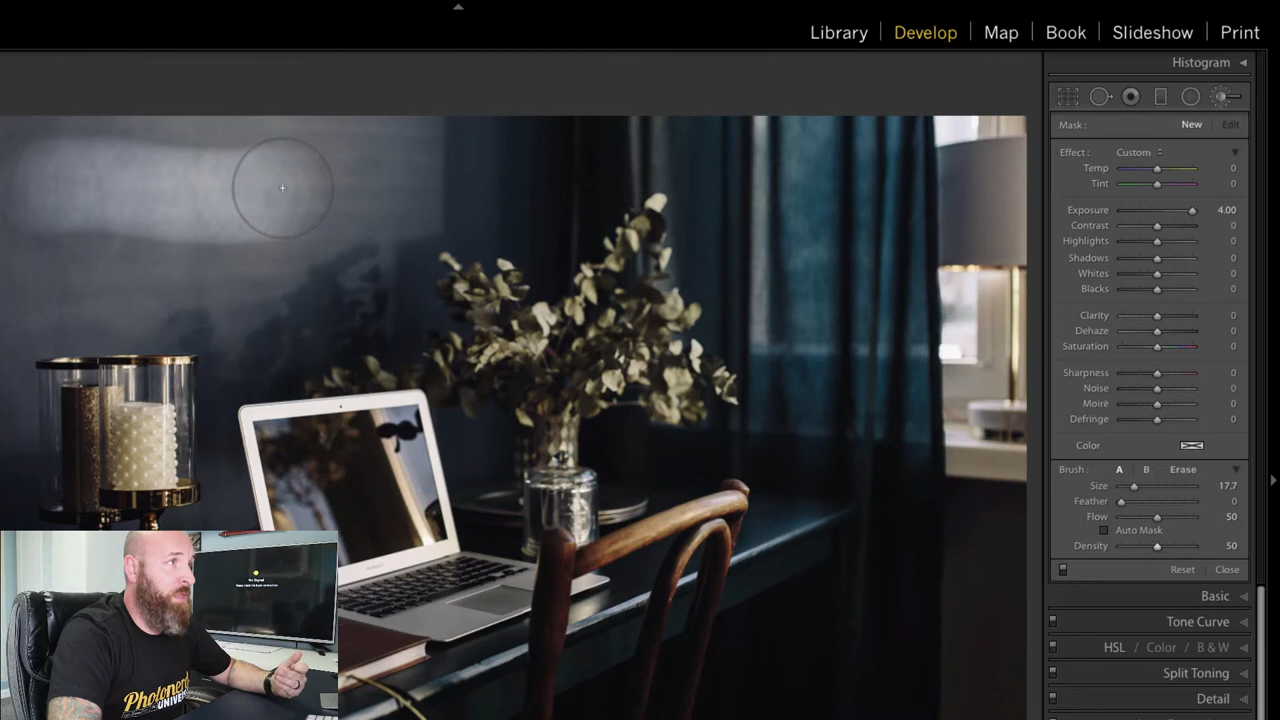 Library | Develop | Map | Book | Slideshow | Print
Histogram
Mask : New Edit
Effect : Custom
Temp 0
Tint 0
Exposure 4.00
Contrast 0
Highlights 0
Shadows 0
Whites 0
Blacks 0
Clarity 0
Dehaze 0
Saturation 0
Sharpness 0
Noise 0
Moiré 0
Defringe 0
Color
Brush : A B Erase
Size 17.7
Feather 0
Flow 50
Auto Mask
Density 50
Reset Close
Basic
Tone Curve
HSL / Color / B & W
Split Toning
Detail
No Signal